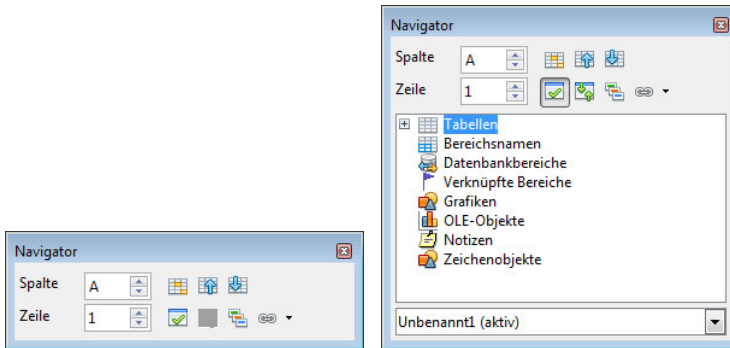 Navigator
Spalte A
Zeile 1
Navigator
Spalte A
Zeile 1
Tabellen
Bereichsnamen
Datenbankbereiche
Verknüpfte Bereiche
Grafiken
OLE-Objekte
Notizen
Zeichenobjekte
Unbenannt1 (aktiv)